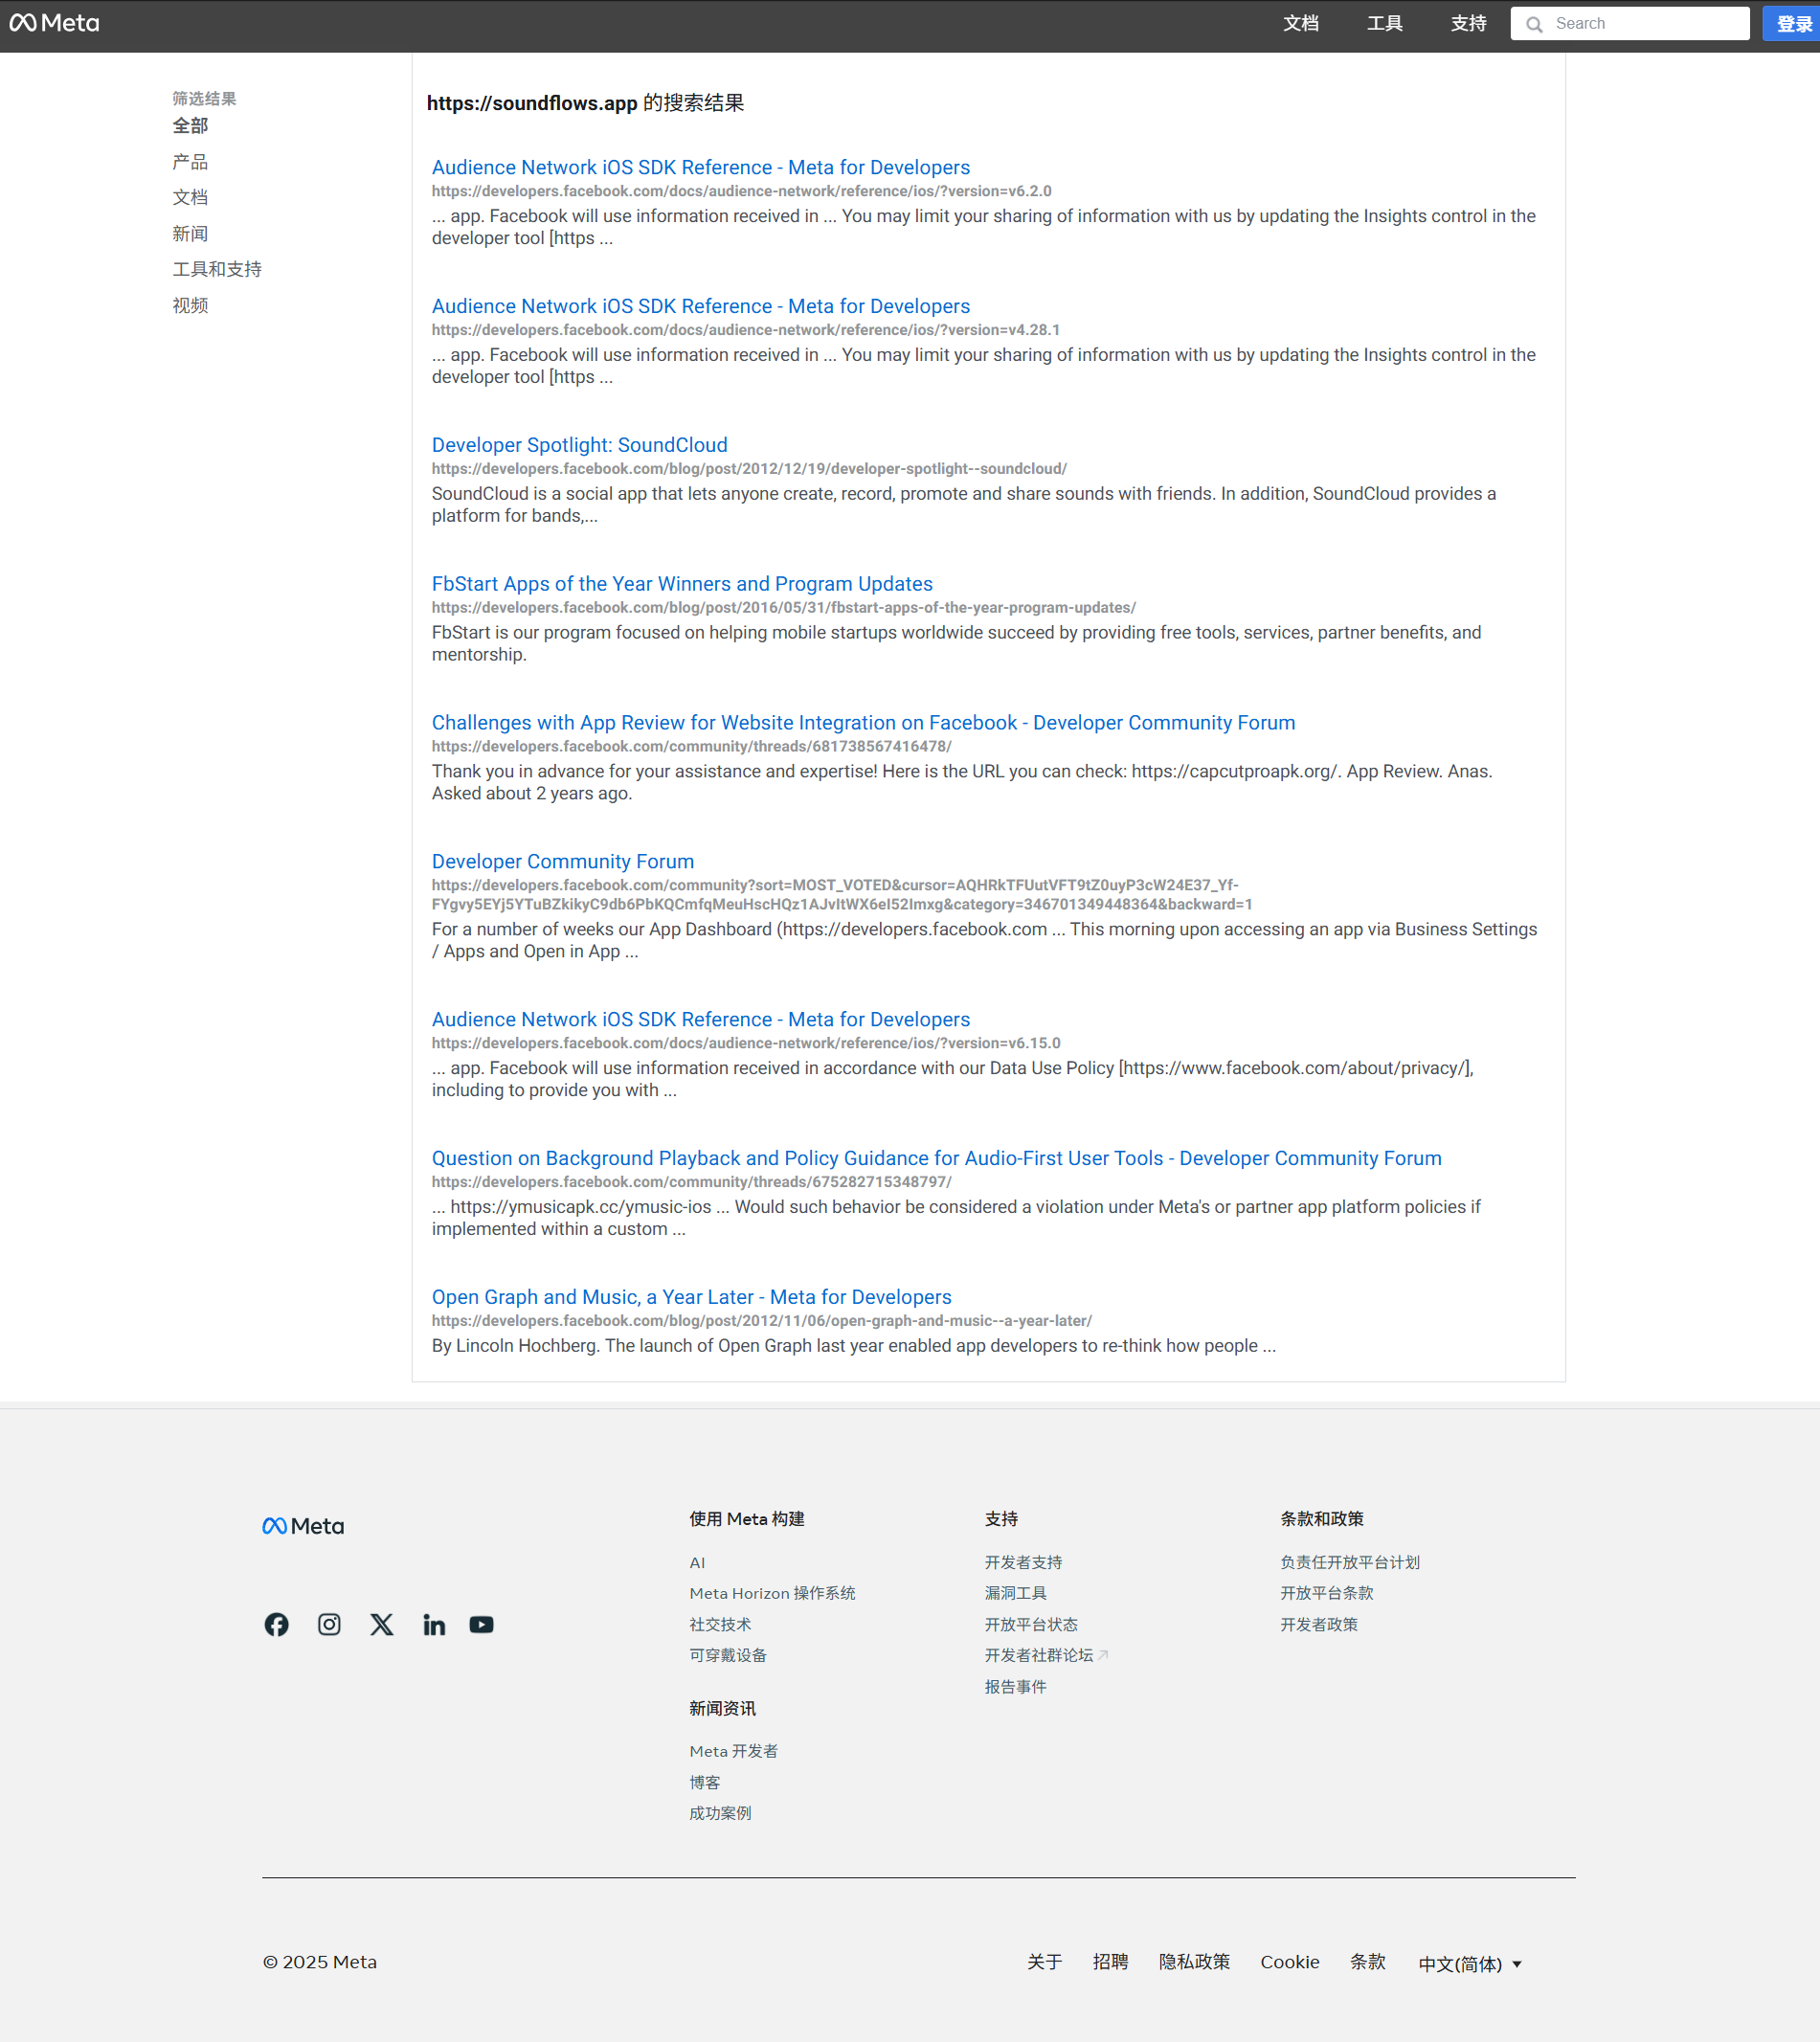 Meta
文档 工具 支持 Search 登录
筛选结果
全部
产品
文档
新闻
工具和支持
视频
https://soundflows.app 的搜索结果
Audience Network iOS SDK Reference - Meta for Developers
https://developers.facebook.com/docs/audience-network/reference/ios/?version=v6.2.0
... app. Facebook will use information received in ... You may limit your sharing of information with us by updating the Insights control in the
developer tool [https ...
Audience Network iOS SDK Reference - Meta for Developers
https://developers.facebook.com/docs/audience-network/reference/ios/?version=v4.28.1
... app. Facebook will use information received in ... You may limit your sharing of information with us by updating the Insights control in the
developer tool [https ...
Developer Spotlight: SoundCloud
https://developers.facebook.com/blog/post/2012/12/19/developer-spotlight--soundcloud/
SoundCloud is a social app that lets anyone create, record, promote and share sounds with friends. In addition, SoundCloud provides a
platform for bands,...
FbStart Apps of the Year Winners and Program Updates
https://developers.facebook.com/blog/post/2016/05/31/fbstart-apps-of-the-year-program-updates/
FbStart is our program focused on helping mobile startups worldwide succeed by providing free tools, services, partner benefits, and
mentorship.
Challenges with App Review for Website Integration on Facebook - Developer Community Forum
https://developers.facebook.com/community/threads/681738567416478/
Thank you in advance for your assistance and expertise! Here is the URL you can check: https://capcutproapk.org/. App Review. Anas.
Asked about 2 years ago.
Developer Community Forum
https://developers.facebook.com/community?sort=MOST_VOTED&cursor=AQHRkTFUutVFT9tZ0uyP3cW24E37_Yf-
FYgvy5EYj5YTuBZkikyC9db6PbKQCmfqMeuHscHQz1AJvItWX6eI52Imxg&category=346701349448364&backward=1
For a number of weeks our App Dashboard (https://developers.facebook.com ... This morning upon accessing an app via Business Settings
/ Apps and Open in App ...
Audience Network iOS SDK Reference - Meta for Developers
https://developers.facebook.com/docs/audience-network/reference/ios/?version=v6.15.0
... app. Facebook will use information received in accordance with our Data Use Policy [https://www.facebook.com/about/privacy/],
including to provide you with ...
Question on Background Playback and Policy Guidance for Audio-First User Tools - Developer Community Forum
https://developers.facebook.com/community/threads/675282715348797/
... https://ymusicapk.cc/ymusic-ios ... Would such behavior be considered a violation under Meta's or partner app platform policies if
implemented within a custom ...
Open Graph and Music, a Year Later - Meta for Developers
https://developers.facebook.com/blog/post/2012/11/06/open-graph-and-music--a-year-later/
By Lincoln Hochberg. The launch of Open Graph last year enabled app developers to re-think how people ...
Meta
使用 Meta 构建
AI
Meta Horizon 操作系统
社交技术
可穿戴设备
新闻资讯
Meta 开发者
博客
成功案例
支持
开发者支持
漏洞工具
开放平台状态
开发者社群论坛
报告事件
条款和政策
负责任开放平台计划
开放平台条款
开发者政策
© 2025 Meta
关于 招聘 隐私政策 Cookie 条款 中文(简体)